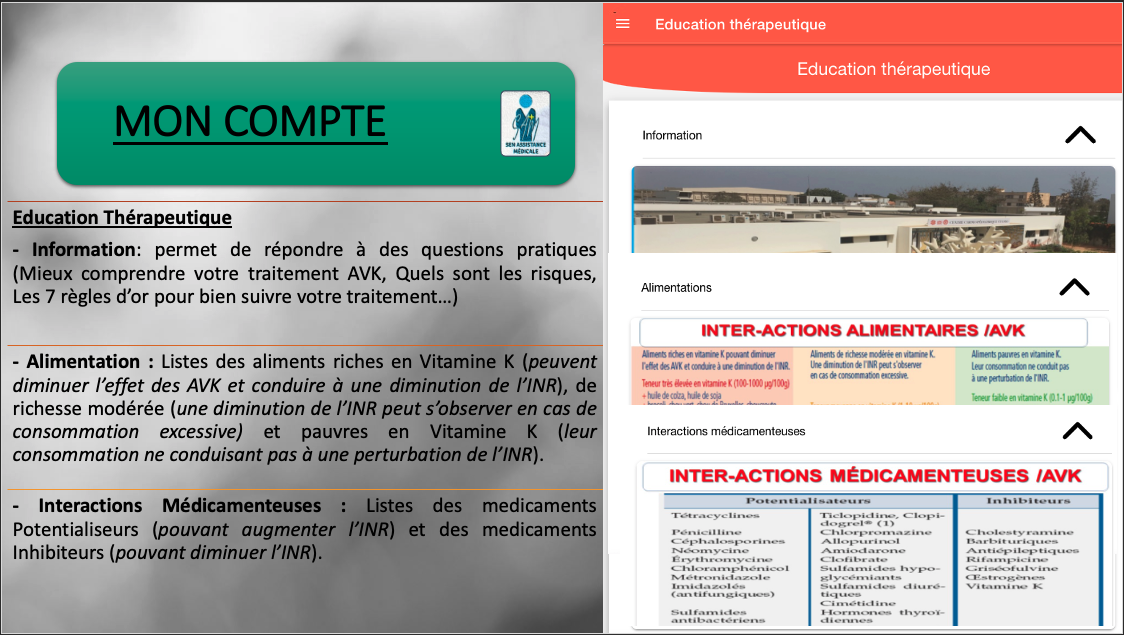 MON COMPTE
SEN ASSISTANCE
MÉDICALE
Education Thérapeutique
- Information: permet de répondre à des questions pratiques
(Mieux comprendre votre traitement AVK, Quels sont les risques,
Les 7 règles d'or pour bien suivre votre traitement…)
- Alimentation : Listes des aliments riches en Vitamine K (peuvent
diminuer l'effet des AVK et conduire à une diminution de l'INR), de
richesse modérée (une diminution de l'INR peut s'observer en cas de
consommation excessive) et pauvres en Vitamine K (leur
consommation ne conduisant pas à une perturbation de l'INR).
- Interactions Médicamenteuses : Listes des medicaments
Potentialiseurs (pouvant augmenter l'INR) et des medicaments
Inhibiteurs (pouvant diminuer l'INR).
Education thérapeutique
Education thérapeutique
Information
Alimentations
INTER-ACTIONS ALIMENTAIRES /AVK
Aliments riches en vitamine K pouvant diminuer
l'effet des AVK et conduire à une diminution de l'INR.
Teneur très élevée en vitamine K (100-1000 µg/100g)
+ huile de colza, huile de soja
Aliments de richesse modérée en vitamine K.
Une diminution de l'INR peut s'observer
en cas de consommation excessive.
Aliments pauvres en vitamine K.
Leur consommation ne conduit pas
à une perturbation de l'INR.
Teneur faible en vitamine K (0.1-1 µg/100g)
Interactions médicamenteuses
INTER-ACTIONS MÉDICAMENTEUSES /AVK
Potentialisateurs
Inhibiteurs
Tétracyclines
Pénicilline
Céphalosporines
Néomycine
Érythromycine
Chloramphénicol
Métronidazole
Imidazolés
(antifungiques)
Sulfamides
antibactériens
Ticlopidine, Clopi-
dogrel® (1)
Chlorpromazine
Allopurinol
Amiodarone
Clofibrate
Sulfamides hypo-
glycémiants
Sulfamides diuré-
tiques
Cimétidine
Hormones thyroï-
diennes
Cholestyramine
Barbituriques
Antiépileptiques
Rifampicine
Griséofulvine
Œstrogènes
Vitamine K